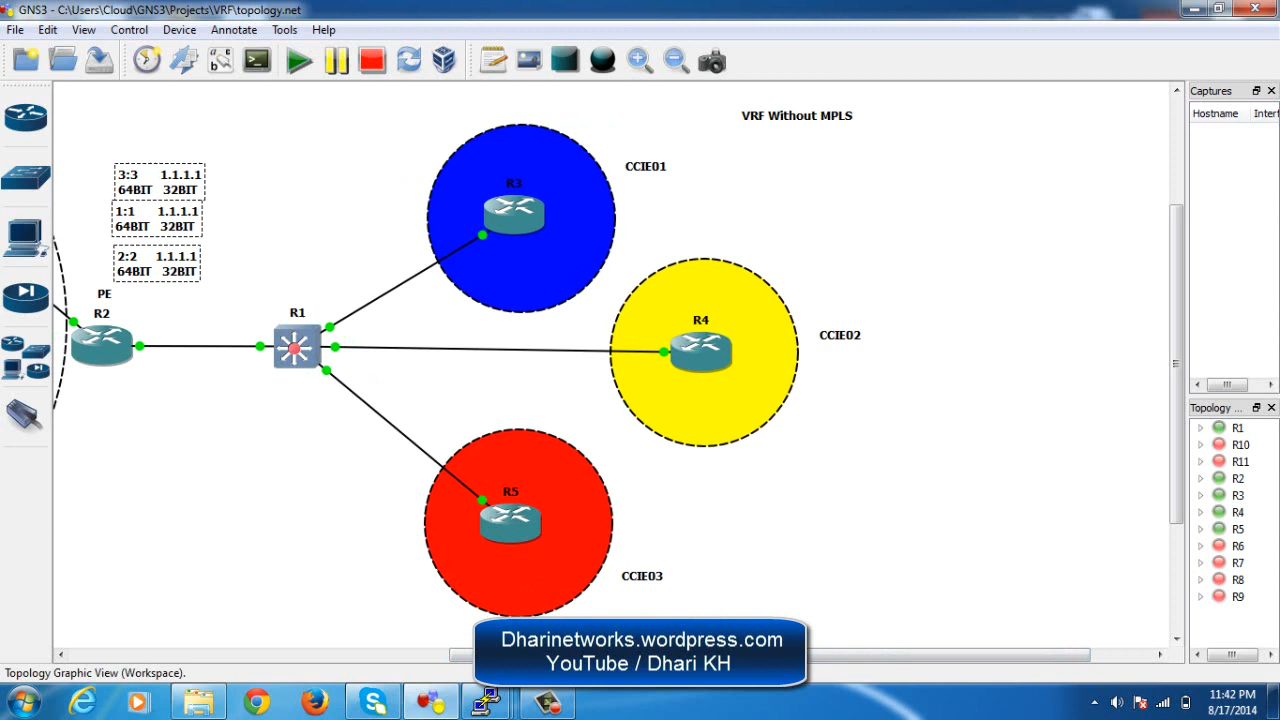 GNS3 - C:\Users\Cloud\GNS3\Projects\VRF\topology.net
File Edit View Control Device Annotate Tools Help
VRF Without MPLS
3:3 1.1.1.1
64BIT 32BIT
1:1 1.1.1.1
64BIT 32BIT
2:2 1.1.1.1
64BIT 32BIT
PE
R2
R1
R3
CCIE01
R4
CCIE02
R5
CCIE03
Captures
Hostname Interf
Topology ...
R1
R10
R11
R2
R3
R4
R5
R6
R7
R8
R9
Dharinetworks.wordpress.com
YouTube / Dhari KH
Topology Graphic View (Workspace).
11:42 PM
8/17/2014